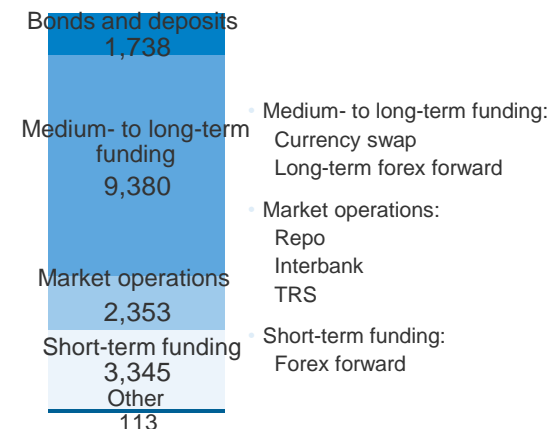 Bonds and deposits
1,738
Medium- to long-term
funding
9,380
Market operations
2,353
Short-term funding
3,345
Other
113
• Medium- to long-term funding:
Currency swap
Long-term forex forward
• Market operations:
Repo
Interbank
TRS
• Short-term funding:
Forex forward